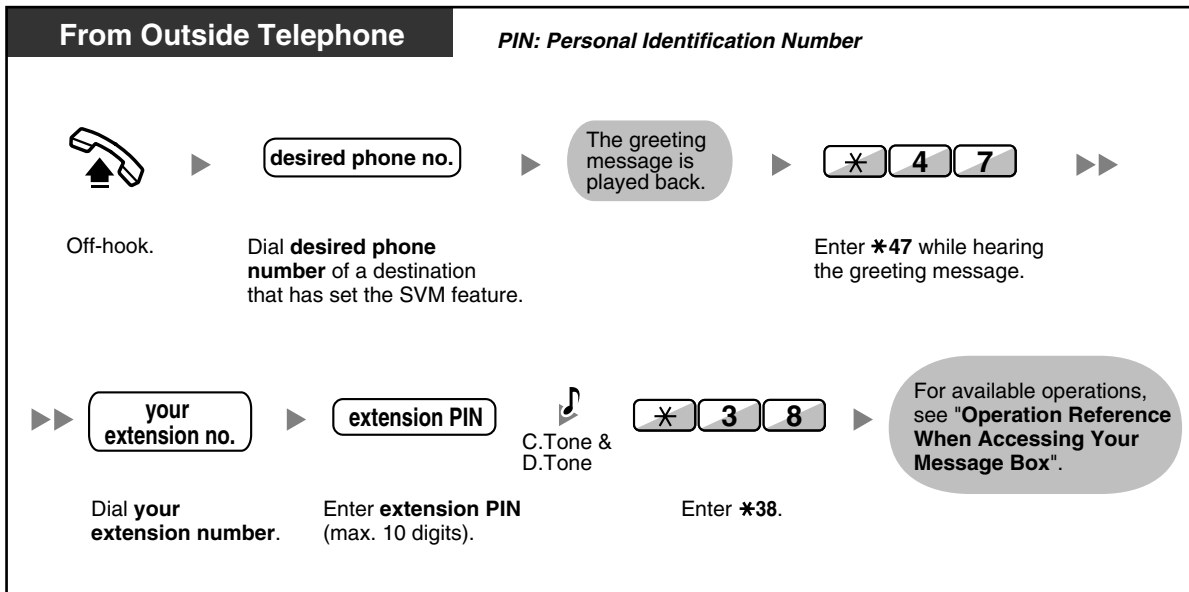 From Outside Telephone
PIN: Personal Identification Number
desired phone no.
The greeting
message is
played back.
* 4 7
Off-hook.
Dial desired phone
number of a destination
that has set the SVM feature.
Enter *47 while hearing
the greeting message.
your
extension no.
extension PIN
C.Tone &
D.Tone
* 3 8
For available operations,
see "Operation Reference
When Accessing Your
Message Box".
Dial your
extension number.
Enter extension PIN
(max. 10 digits).
Enter *38.